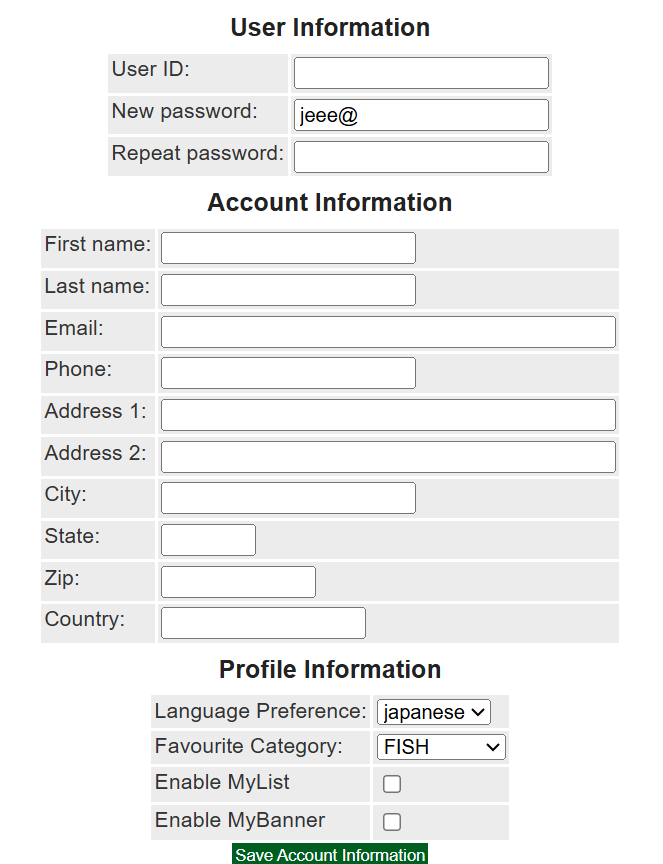 User Information
User ID:
New password: jeee@
Repeat password:
Account Information
First name:
Last name:
Email:
Phone:
Address 1:
Address 2:
City:
State:
Zip:
Country:
Profile Information
Language Preference: japanese
Favourite Category: FISH
Enable MyList
Enable MyBanner
Save Account Information